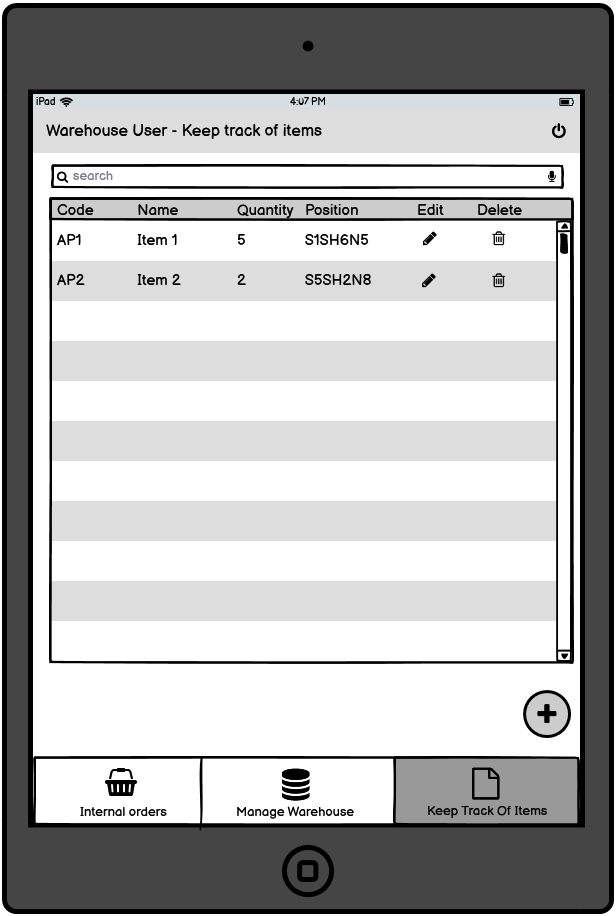 iPad 4:07 PM
Warehouse User - Keep track of items
search
Code Name Quantity Position Edit Delete
AP1 Item 1 5 S1SH6N5
AP2 Item 2 2 S5SH2N8
Internal orders Manage Warehouse Keep Track Of Items